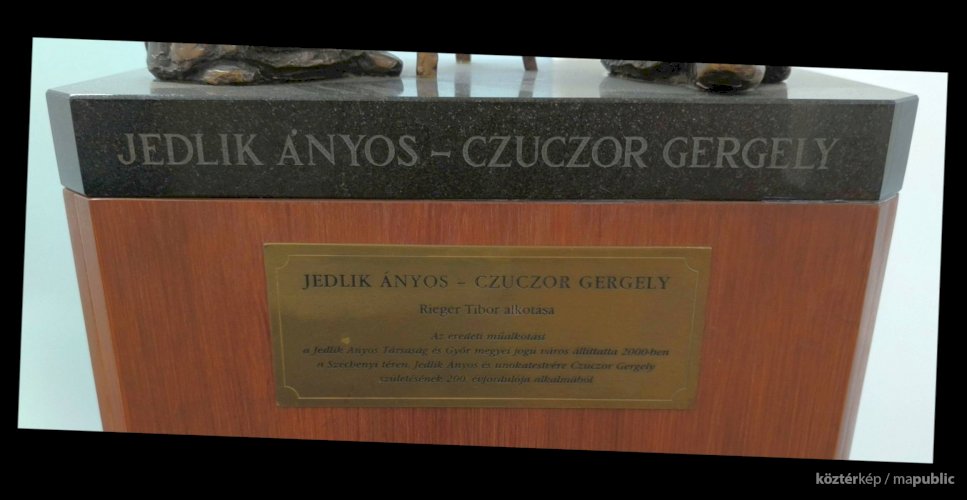 JEDLIK ÁNYOS – CZUCZOR GERGELY
JEDLIK ÁNYOS – CZUCZOR GERGELY
Rieger Tibor alkotása
Az eredeti műalkotást
a Jedlik Ányos Társaság és Győr megyei jogú város állíttatta 2000-ben
a Széchenyi téren, Jedlik Ányos és unokatestvére Czuczor Gergely
születésének 200. évfordulója alkalmából
köztérkép / mapublic